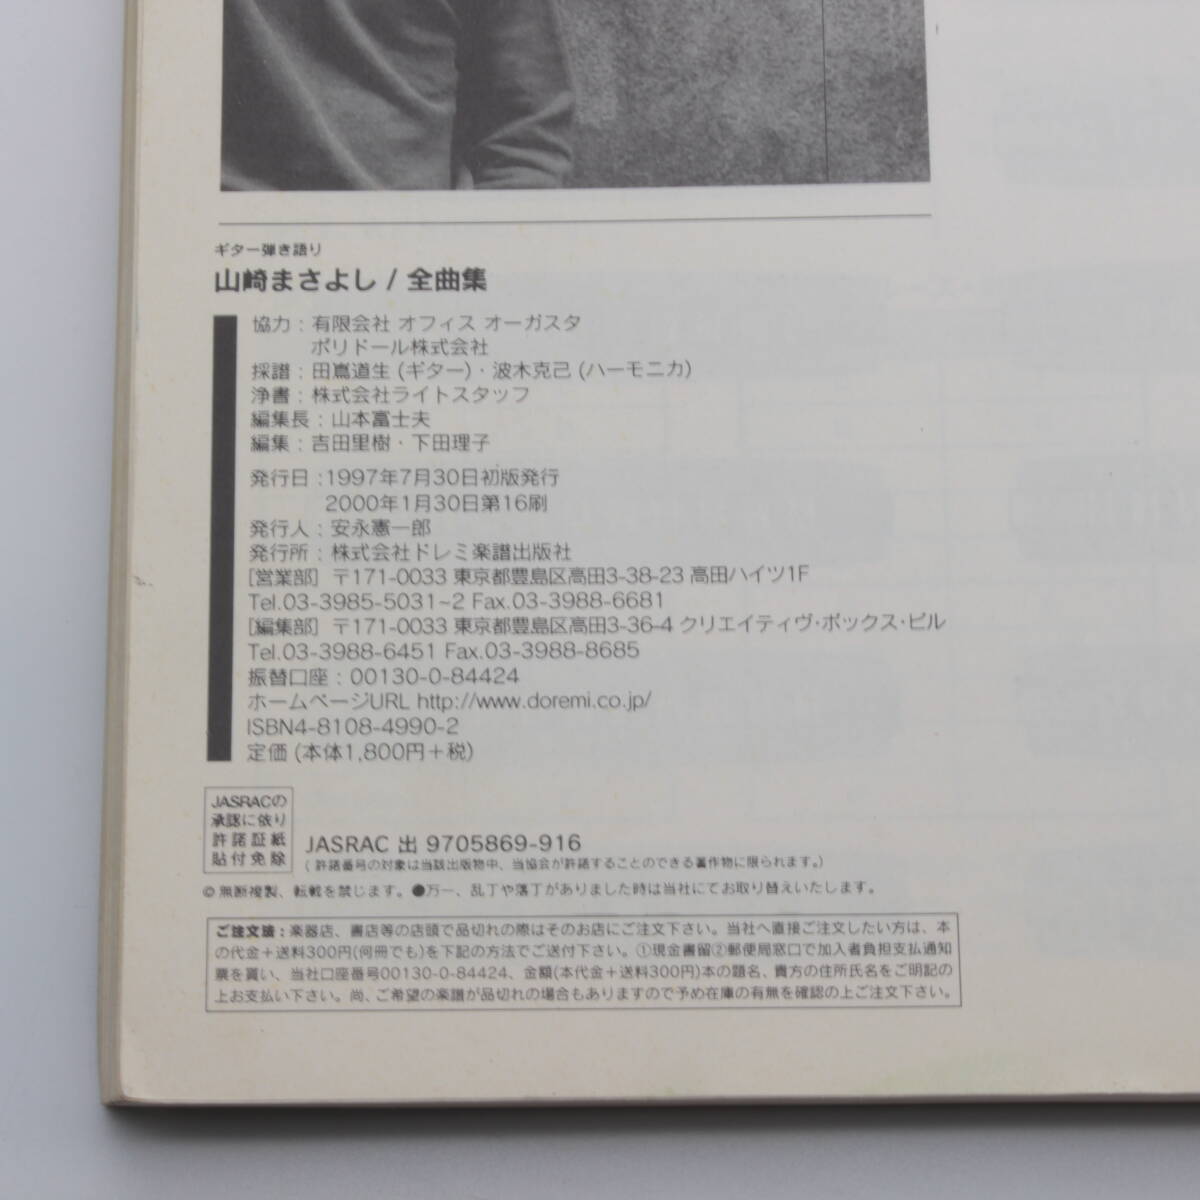 ギター弾き語り
山崎まさよし / 全曲集
協力 : 有限会社 オフィス オーガスタ
ポリドール株式会社
採譜 : 田嶌道生 (ギター)・波木克己 (ハーモニカ)
浄書 : 株式会社ライトスタッフ
編集長 : 山本富士夫
編集 : 吉田里樹・下田理子
発行日 : 1997年7月30日初版発行
2000年1月30日第16刷
発行人 : 安永憲一郎
発行所 : 株式会社ドレミ楽譜出版社
[営業部] 〒171-0033 東京都豊島区高田3-38-23 高田ハイツ1F
Tel.03-3985-5031~2 Fax.03-3988-6681
[編集部] 〒171-0033 東京都豊島区高田3-36-4 クリエイティヴ・ボックス・ビル
Tel.03-3988-6451 Fax.03-3988-8685
振替口座 : 00130-0-84424
ホームページURL http://www.doremi.co.jp/
ISBN4-8108-4990-2
定価 (本体1,800円+税)
JASRACの
承認に依り
許諾証紙
貼付免除
JASRAC 出 9705869-916
( 許諾番号の対象は当該出版物中、当協会が許諾することのできる著作物に限られます。)
©無断複製、転載を禁じます。●万一、乱丁や落丁がありました時は当社にてお取り替えいたします。
ご注文法 : 楽器店、書店等の店頭で品切れの際はそのお店にご注文下さい。当社へ直接ご注文したい方は、本
の代金+送料300円(何冊でも)を下記の方法でご送付下さい。①現金書留②郵便局窓口で加入者負担支払通知
票を買い、当社口座番号00130-0-84424、金額(本代金+送料300円)本の題名、貴方の住所氏名をご明記の
上お支払い下さい。尚、ご希望の楽譜が品切れの場合もありますので予め在庫の有無を確認の上ご注文下さい。